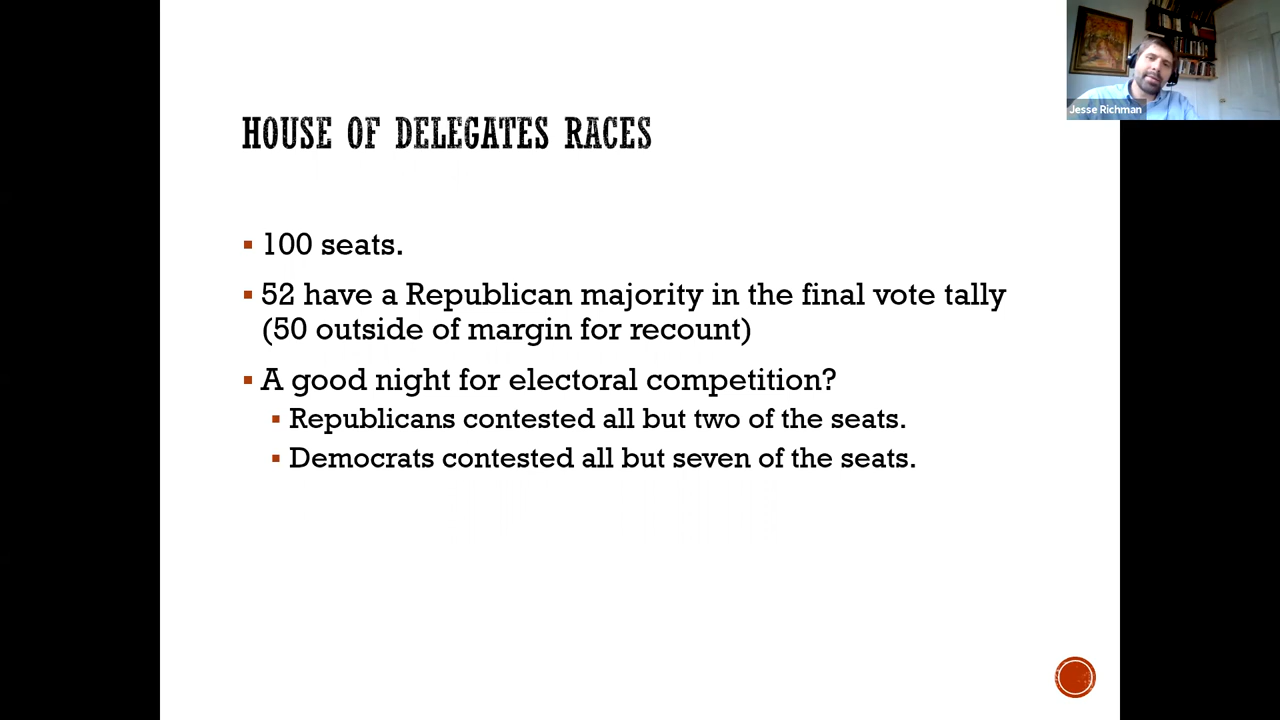 Jesse Richman
HOUSE OF DELEGATES RACES
100 seats.
52 have a Republican majority in the final vote tally
(50 outside of margin for recount)
A good night for electoral competition?
Republicans contested all but two of the seats.
Democrats contested all but seven of the seats.